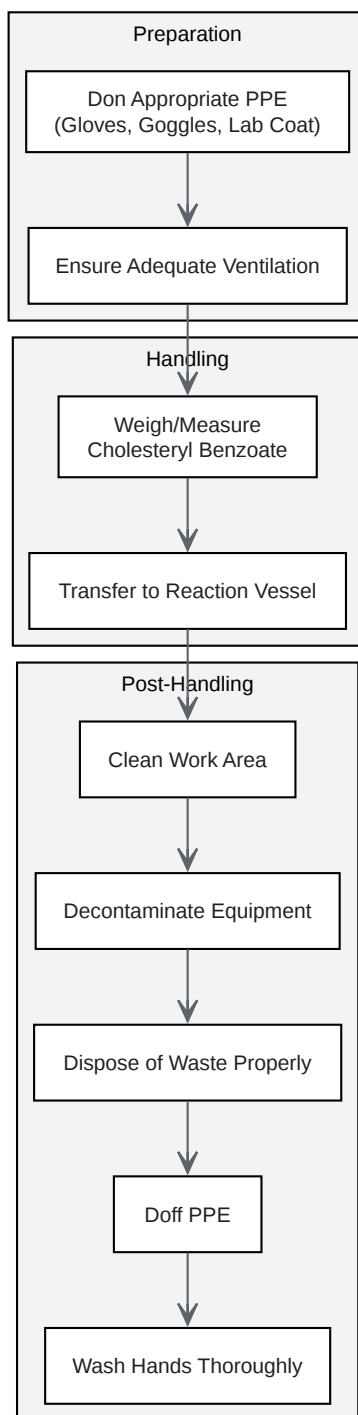 Preparation
Don Appropriate PPE
(Gloves, Goggles, Lab Coat)
Ensure Adequate Ventilation
Handling
Weigh/Measure
Cholesteryl Benzoate
Transfer to Reaction Vessel
Post-Handling
Clean Work Area
Decontaminate Equipment
Dispose of Waste Properly
Doff PPE
Wash Hands Thoroughly